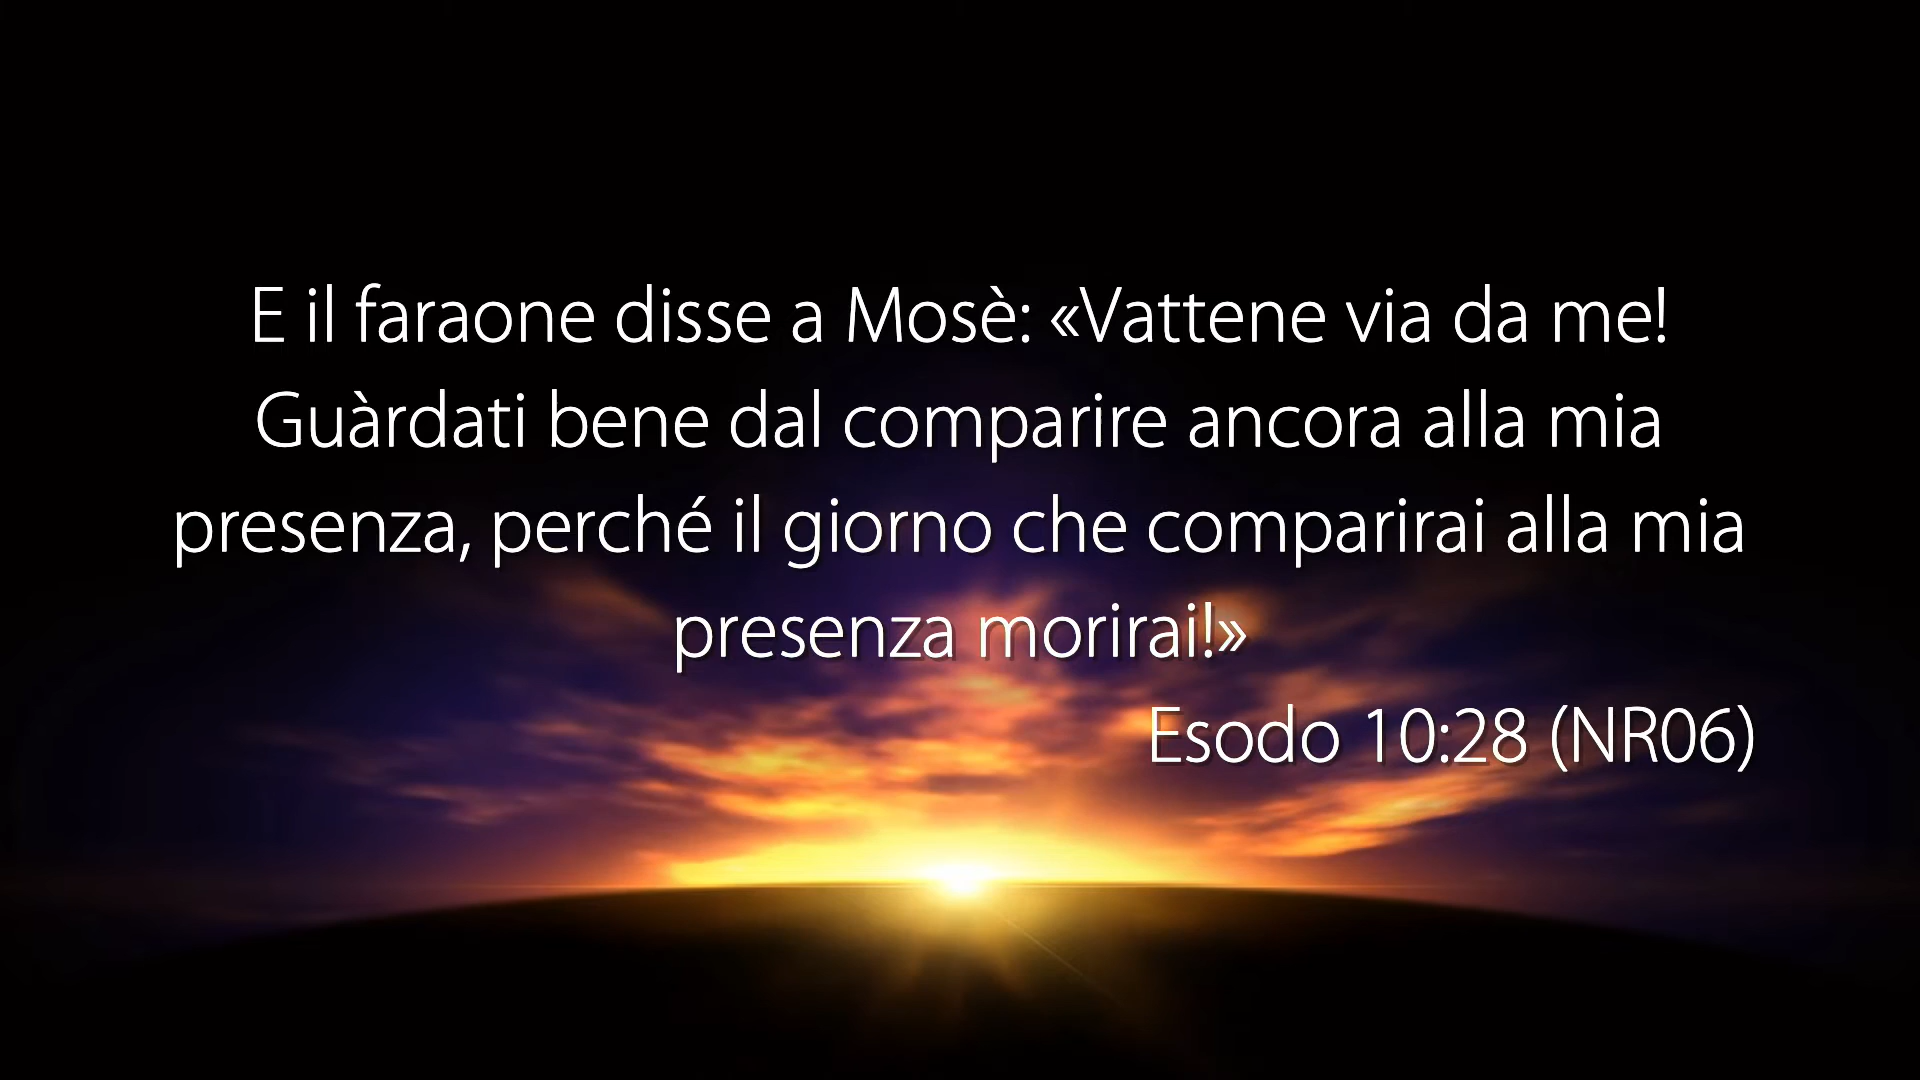 E il faraone disse a Mosè: «Vattene via da me!
Guàrdati bene dal comparire ancora alla mia
presenza, perché il giorno che comparirai alla mia
presenza morirai!»
Esodo 10:28 (NR06)